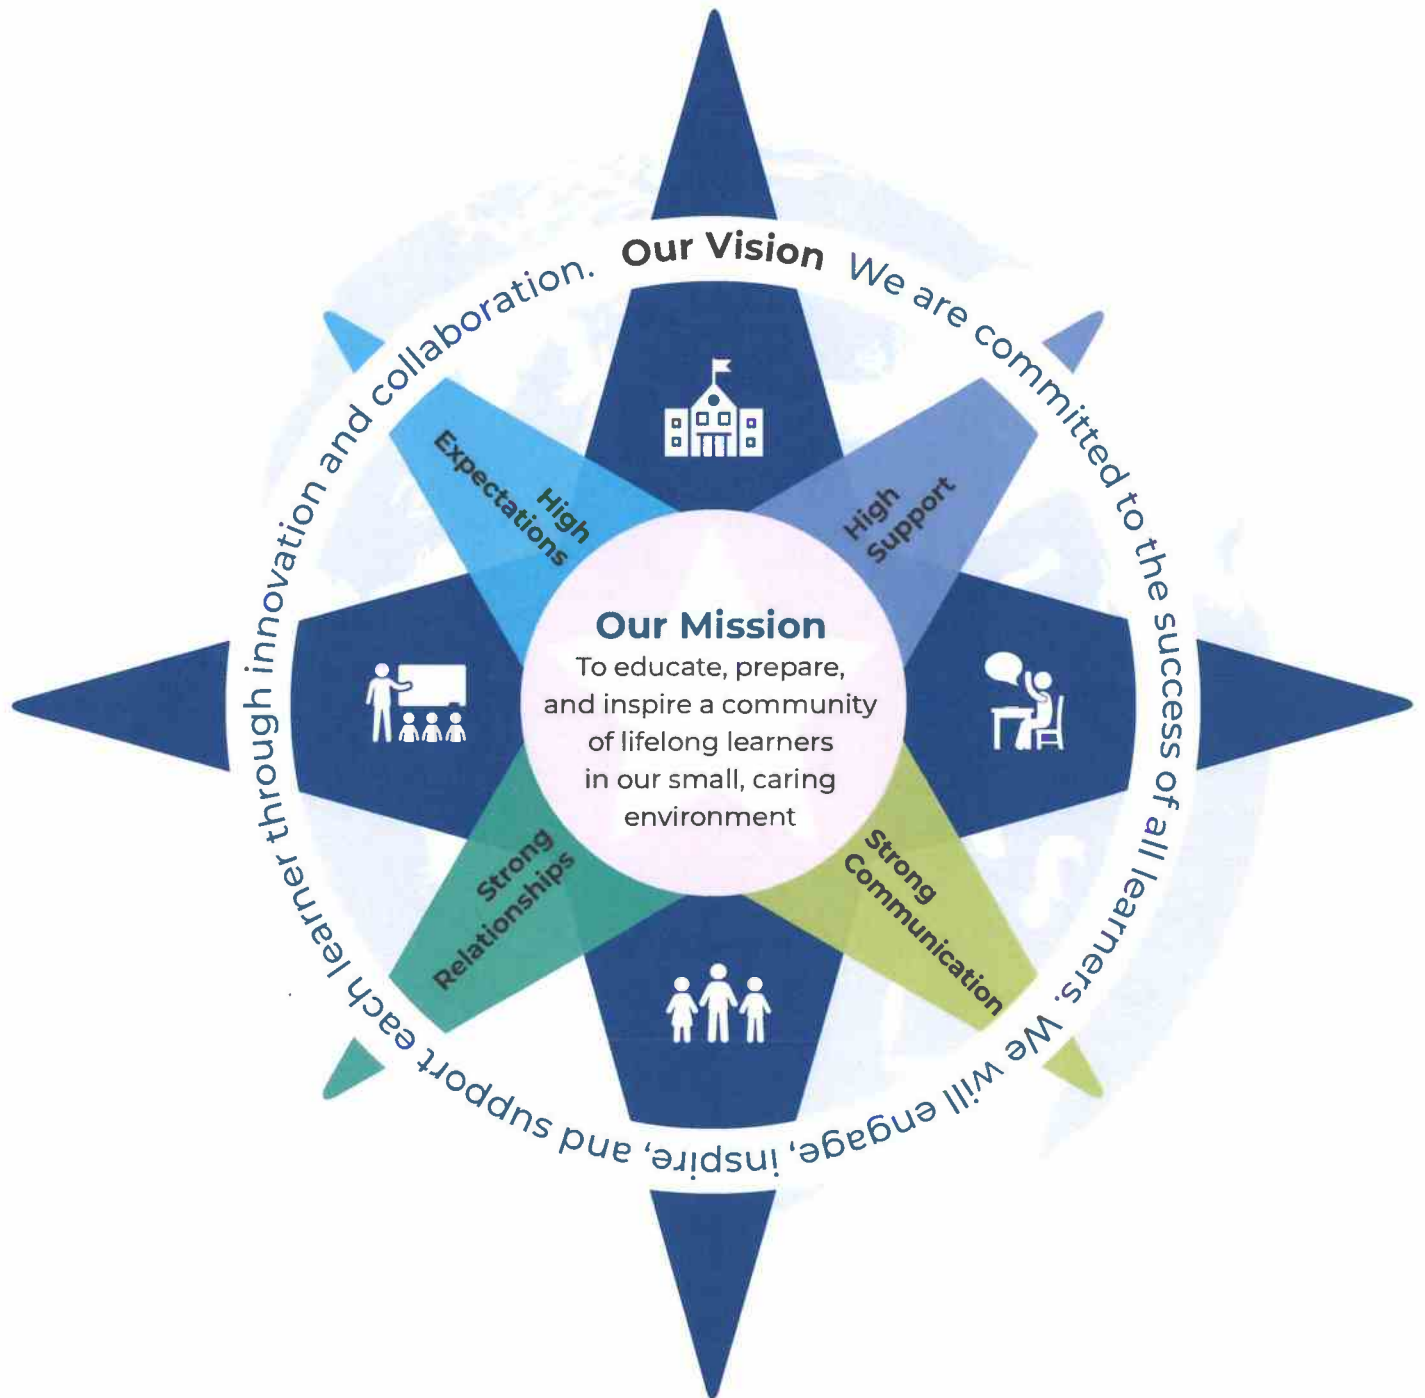 Our Vision We are committed to the success of all learners. We will engage, inspire, and support each learner through innovation and collaboration.
High
Expectations
High
Support
Our Mission
To educate, prepare,
and inspire a community
of lifelong learners
in our small, caring
environment
Strong
Relationships
Strong
Communication